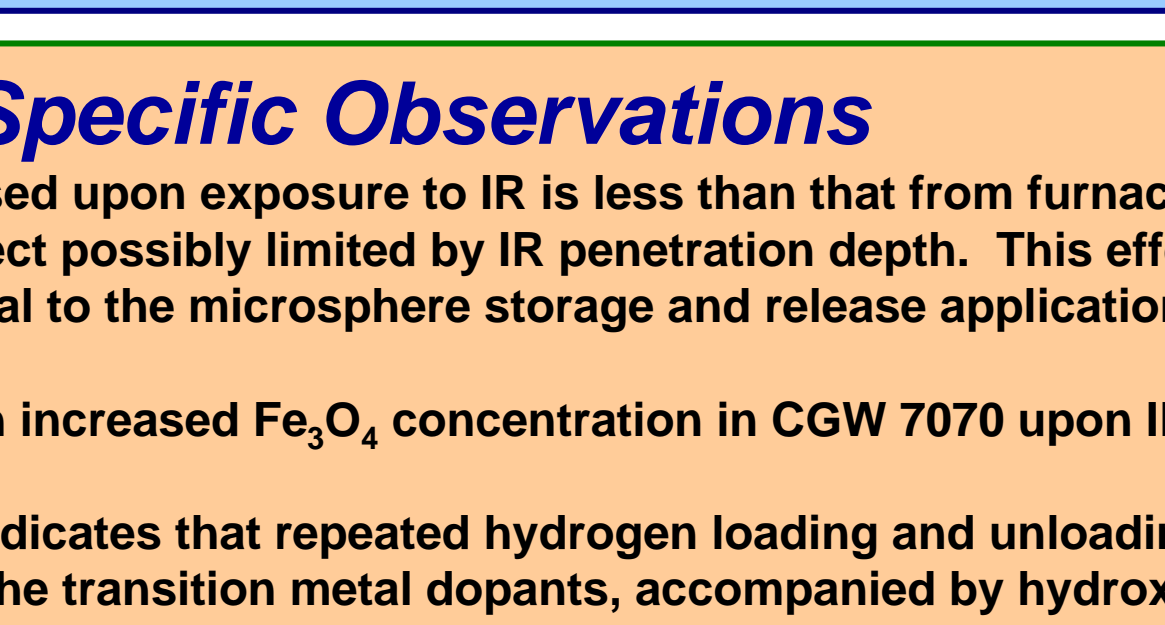 Specific Observations
sed upon exposure to IR is less than that from furnac
ect possibly limited by IR penetration depth.  This eff
al to the microsphere storage and release application
n increased Fe₃O₄ concentration in CGW 7070 upon I
dicates that repeated hydrogen loading and unloadin
he transition metal dopants, accompanied by hydrox